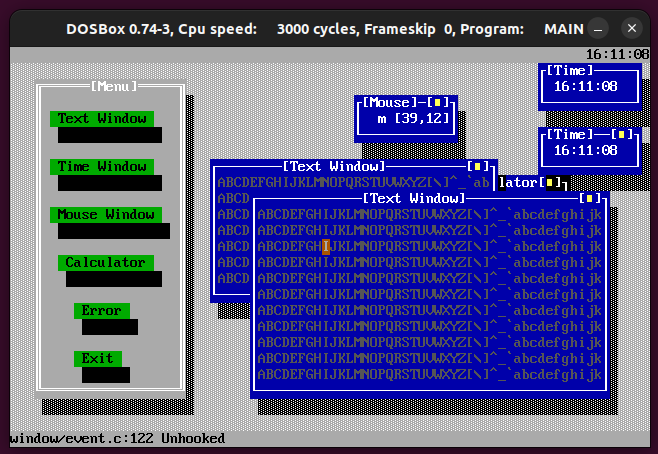 DOSBox 0.74-3, Cpu speed: 3000 cycles, Frameskip 0, Program: MAIN
16:11:08
[Menu]
Text Window
Time Window
Mouse Window
Calculator
Error
Exit
[Mouse]
m [39,12]
[Time]
16:11:08
[Time]
16:11:08
[Text Window]
ABCDEFGHIJKLMNOPQRSTUVWXYZ[\]^_`ab
ABCD
ABCD
ABCD
ABCD
ABCD
ABCD
lator
[Text Window]
ABCDEFGHIJKLMNOPQRSTUVWXYZ[\]^_`abcdefghijk
ABCDEFGHIJKLMNOPQRSTUVWXYZ[\]^_`abcdefghijk
ABCDEFGHIJKLMNOPQRSTUVWXYZ[\]^_`abcdefghijk
ABCDEFGHIJKLMNOPQRSTUVWXYZ[\]^_`abcdefghijk
ABCDEFGHIJKLMNOPQRSTUVWXYZ[\]^_`abcdefghijk
ABCDEFGHIJKLMNOPQRSTUVWXYZ[\]^_`abcdefghijk
ABCDEFGHIJKLMNOPQRSTUVWXYZ[\]^_`abcdefghijk
ABCDEFGHIJKLMNOPQRSTUVWXYZ[\]^_`abcdefghijk
ABCDEFGHIJKLMNOPQRSTUVWXYZ[\]^_`abcdefghijk
ABCDEFGHIJKLMNOPQRSTUVWXYZ[\]^_`abcdefghijk
ABCDEFGHIJKLMNOPQRSTUVWXYZ[\]^_`abcdefghijk
window/event.c:122 Unhooked